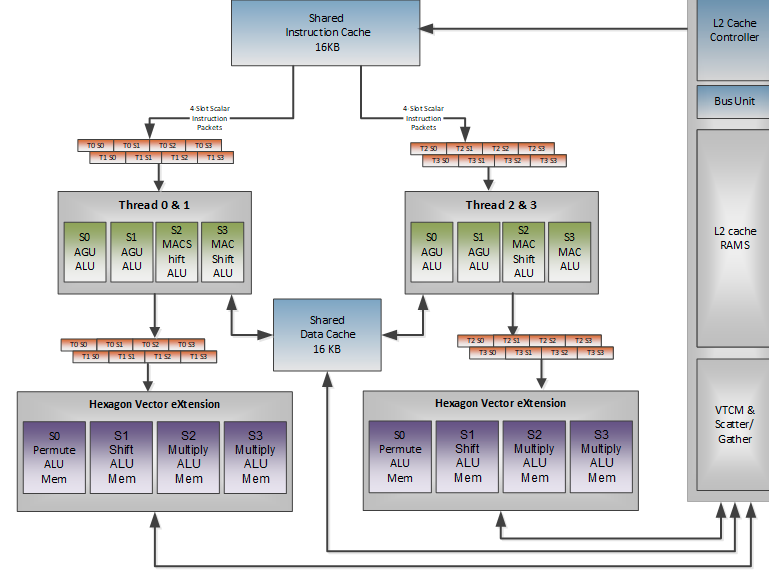 Shared
Instruction Cache
16KB
L2 Cache
Controller
Bus Unit
4 Slot Scalar
Instruction
Packets
4 Slot Scalar
Instruction
Packets
T0 S0 T0 S1 T0 S2 T0 S3
T1 S0 T1 S1 T1 S2 T1 S3
T2 S0 T2 S1 T2 S2 T2 S3
T3 S0 T3 S1 T3 S2 T3 S3
Thread 0 & 1
S0
AGU
ALU
S1
AGU
ALU
S2
MACS
hift
ALU
S3
MAC
Shift
ALU
Thread 2 & 3
S0
AGU
ALU
S1
AGU
ALU
S2
MAC
Shift
ALU
S3
MAC
ALU
L2 cache
RAMS
Shared
Data Cache
16 KB
T0 S0 T0 S1 T0 S2 T0 S3
T1 S0 T1 S1 T1 S2 T1 S3
T2 S0 T2 S1 T2 S2 T2 S3
T3 S0 T3 S1 T3 S2 T3 S3
Hexagon Vector eXtension
S0
Permute
ALU
Mem
S1
Shift
ALU
Mem
S2
Multiply
ALU
Mem
S3
Multiply
ALU
Mem
Hexagon Vector eXtension
S0
Permute
ALU
Mem
S1
Shift
ALU
Mem
S2
Multiply
ALU
Mem
S3
Multiply
ALU
Mem
VTCM &
Scatter/
Gather